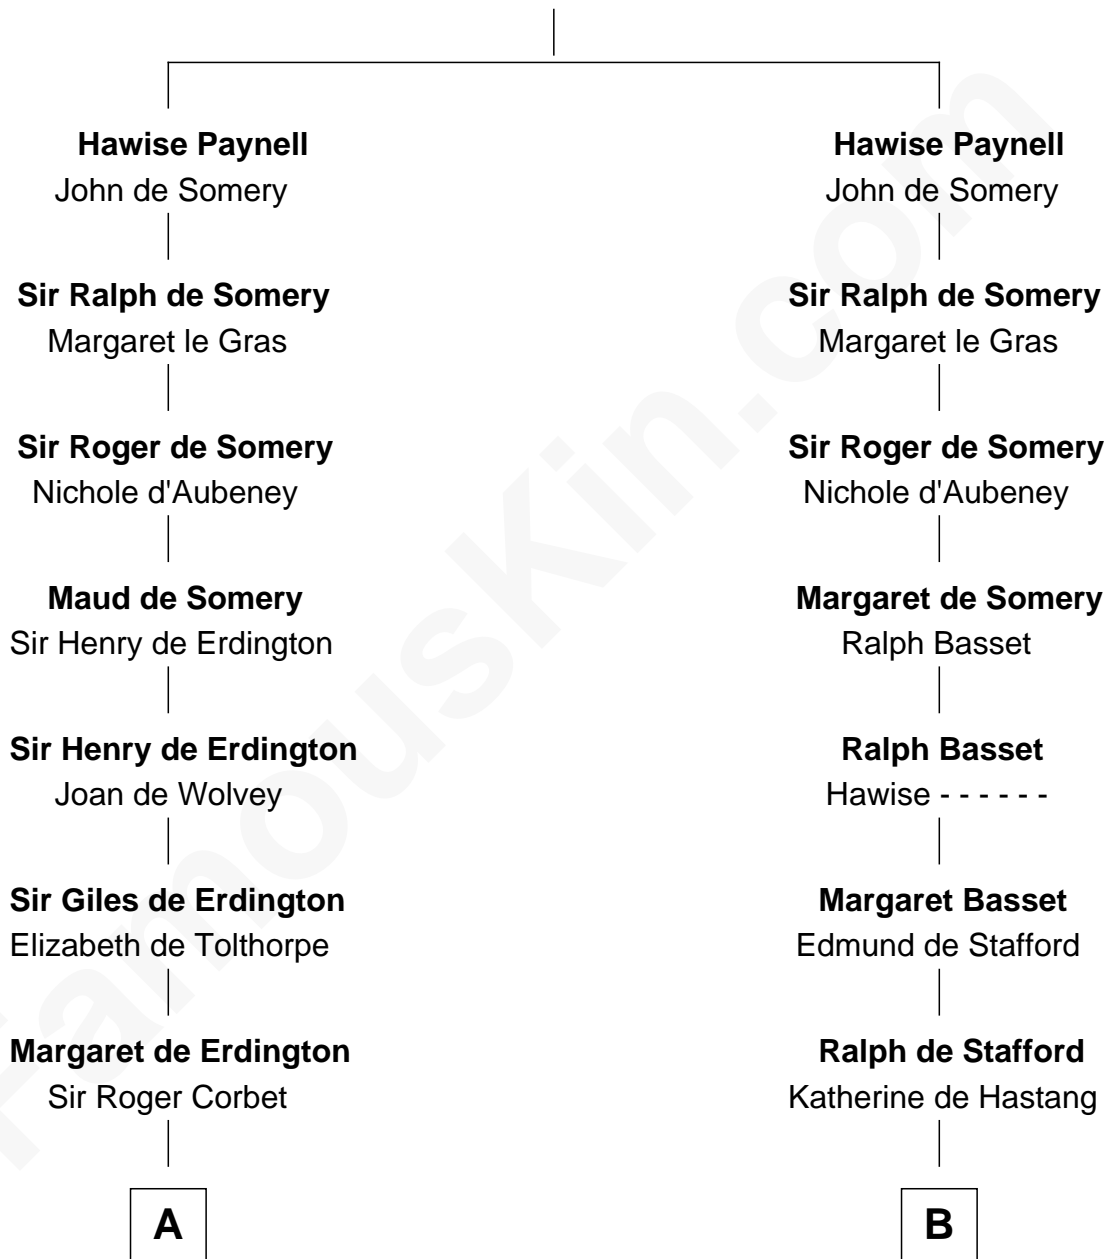 Hawise Paynell
John de Somery
Sir Ralph de Somery
Margaret le Gras
Sir Roger de Somery
Nichole d'Aubeney
Maud de Somery
Sir Henry de Erdington
Sir Henry de Erdington
Joan de Wolvey
Sir Giles de Erdington
Elizabeth de Tolthorpe
Margaret de Erdington
Sir Roger Corbet
A
Hawise Paynell
John de Somery
Sir Ralph de Somery
Margaret le Gras
Sir Roger de Somery
Nichole d'Aubeney
Margaret de Somery
Ralph Basset
Ralph Basset
Hawise - - - - - -
Margaret Basset
Edmund de Stafford
Ralph de Stafford
Katherine de Hastang
B
FamousKin.com